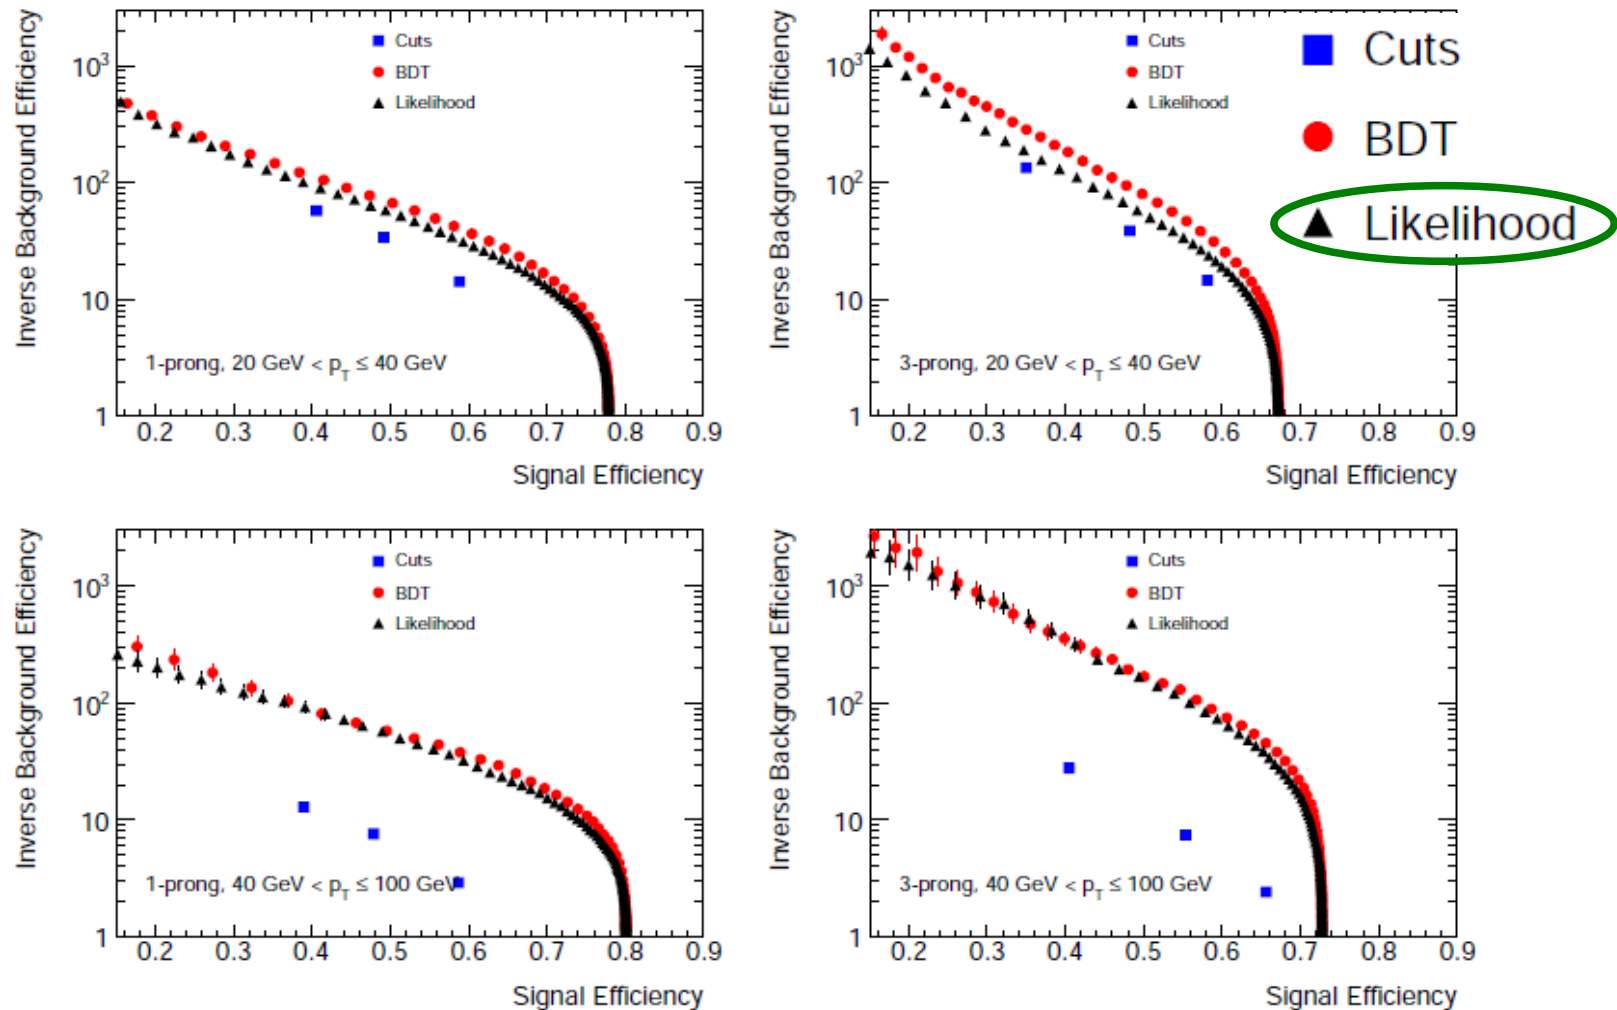 Inverse Background Efficiency
10³
10²
10
1
Cuts
BDT
Likelihood
1-prong, 20 GeV < p_T ≤ 40 GeV
0.2 0.3 0.4 0.5 0.6 0.7 0.8 0.9
Signal Efficiency
Inverse Background Efficiency
10³
10²
10
1
Cuts
BDT
Likelihood
3-prong, 20 GeV < p_T ≤ 40 GeV
0.2 0.3 0.4 0.5 0.6 0.7 0.8 0.9
Signal Efficiency
Cuts
BDT
Likelihood
Inverse Background Efficiency
10³
10²
10
1
Cuts
BDT
Likelihood
1-prong, 40 GeV < p_T ≤ 100 GeV
0.2 0.3 0.4 0.5 0.6 0.7 0.8 0.9
Signal Efficiency
Inverse Background Efficiency
10³
10²
10
1
Cuts
BDT
Likelihood
3-prong, 40 GeV < p_T ≤ 100 GeV
0.2 0.3 0.4 0.5 0.6 0.7 0.8 0.9
Signal Efficiency